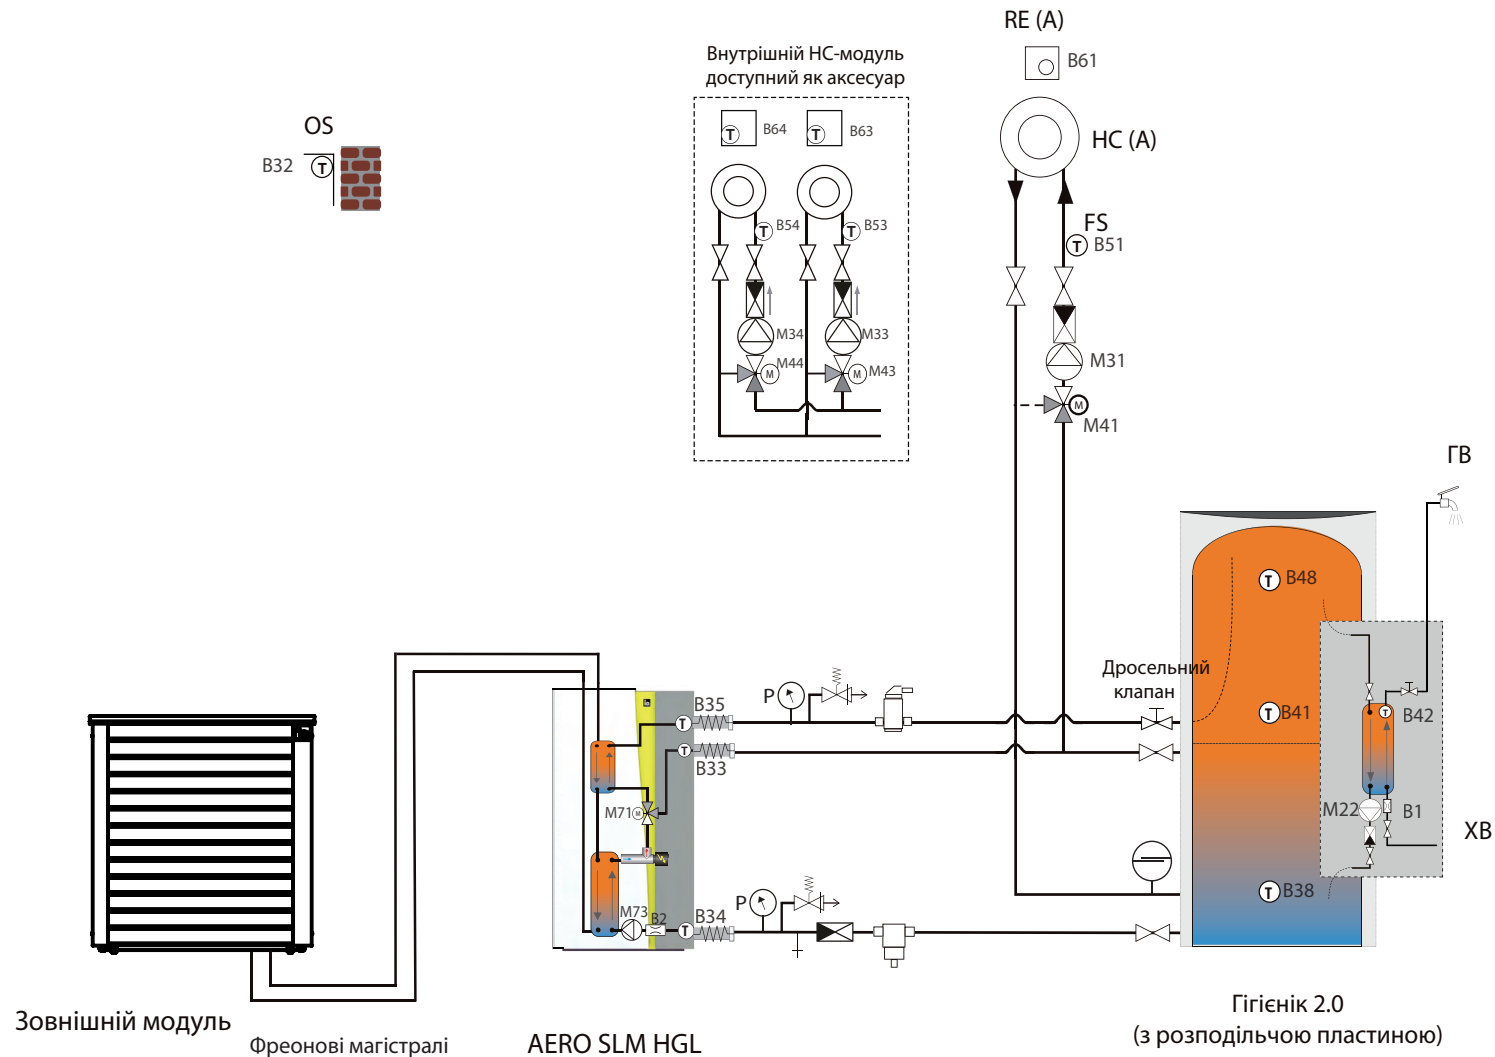 RE (A)
B61
Внутрішній НС-модуль
доступний як аксесуар
OS
B32
T
T
B64
T
B63
HC (A)
T
B54
T
B53
FS
T
B51
M34
M33
M31
M
M44
M
M43
M
M41
ГВ
T
B48
Дросельний
клапан
P
B35
T
T
B41
T
B42
T
B33
M71
M
M22
B1
ХВ
T
B38
M73
B2
T
B34
P
Зовнішній модуль
Фреонові магістралі
AERO SLM HGL
Гігієнік 2.0
(з розподільчою пластиною)